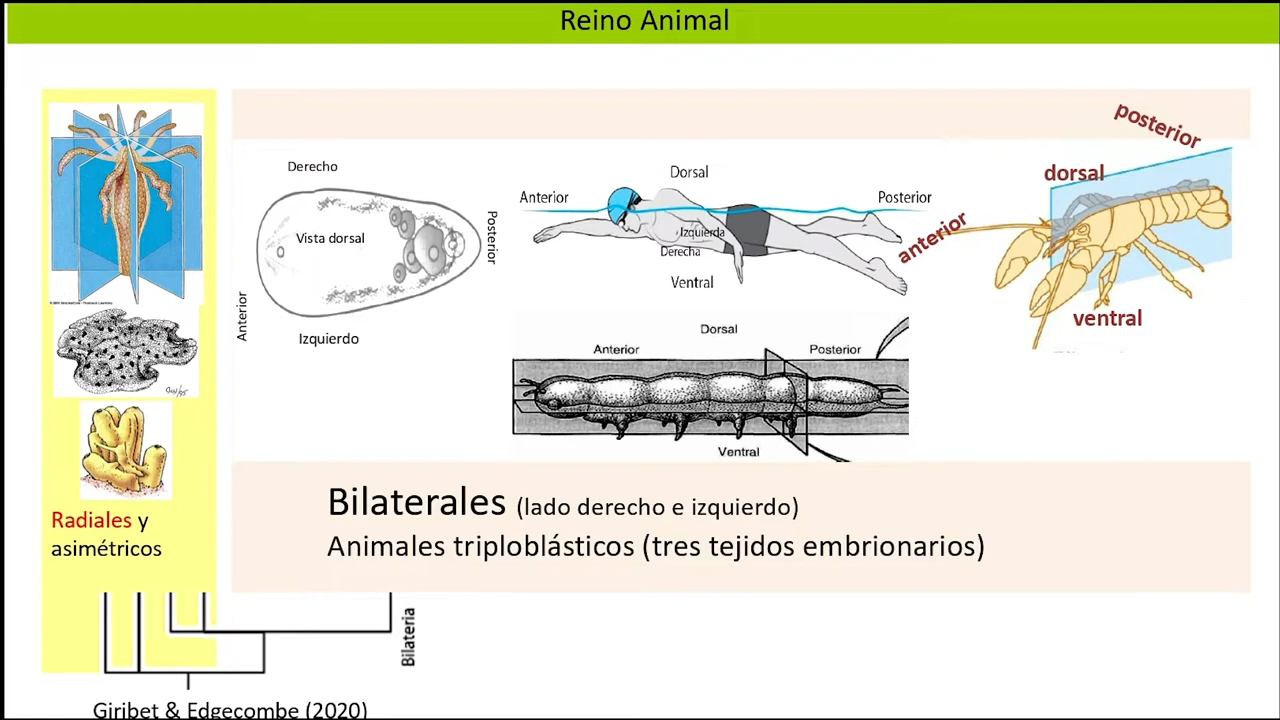 Reino Animal
Radiales y
asimétricos
Derecho
Vista dorsal
Posterior
Anterior
Izquierdo
Dorsal
Anterior
Posterior
Izquierda
Derecha
Ventral
Dorsal
Anterior
Posterior
Ventral
posterior
dorsal
anterior
ventral
Bilaterales (lado derecho e izquierdo)
Animales triploblásticos (tres tejidos embrionarios)
Bilateria
Giribet & Edgecombe (2020)